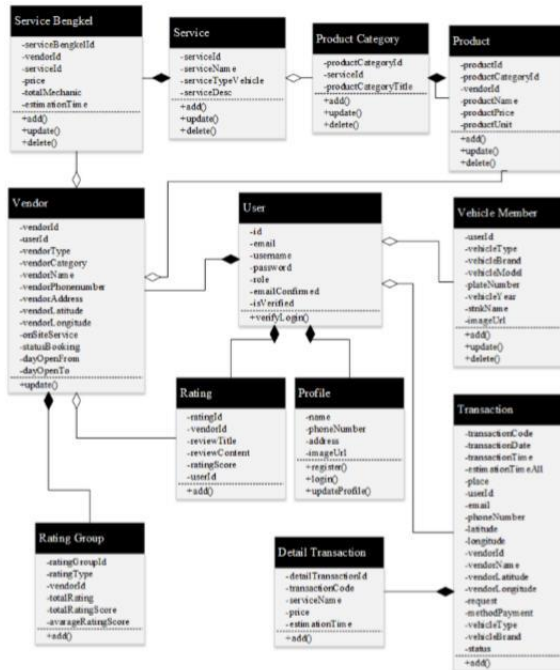 Service Bengkel
-serviceBengkelId
-vendorId
-serviceId
-price
-totalMechanic
-estimationTime
+add()
+update()
+delete()
Service
-serviceId
-serviceName
-serviceTypeVehicle
-serviceDesc
+add()
+update()
+delete()
Product Category
-productCategoryId
-serviceId
-productCategoryTitle
+add()
+update()
+delete()
Product
-productId
-productCategoryId
-vendorId
-productName
-productPrice
-productUnit
+add()
+update()
+delete()
Vendor
-vendorId
-userId
-vendorType
-vendorCategory
-vendorName
-vendorPhonenumber
-vendorAddress
-vendorLatitude
-vendorLongitude
-onSiteService
-statusBooking
-dayOpenFrom
-dayOpenTo
+update()
User
-id
-email
-username
-password
-role
-emailConfirmed
-isVerified
+verifyLogin()
Vehicle Member
-userId
-vehicleType
-vehicleBrand
-vehicleModel
-plateNumber
-vehicleYear
-stnkName
-imageUrl
+add()
+update()
+delete()
Rating
-ratingId
-vendorId
-reviewTitle
-reviewContent
-ratingScore
-userId
+add()
Profile
-name
-phoneNumber
-address
-imageUrl
+register()
+login()
+updateProfile()
Transaction
-transactionCode
-transactionDate
-transactionTime
-estimationTimeAll
-place
-userId
-email
-phoneNumber
-latitude
-longitude
-vendorId
-vendorName
-vendorLatitude
-vendorLongitude
-request
-methodPayment
-vehicleType
-vehicleBrand
-status
+add()
Rating Group
-ratingGroupId
-ratingType
-vendorId
-totalRating
-totalRatingScore
-avarageRatingScore
+add()
Detail Transaction
-detailTransactionId
-transactionCode
-serviceName
-price
-estimationTime
+add()